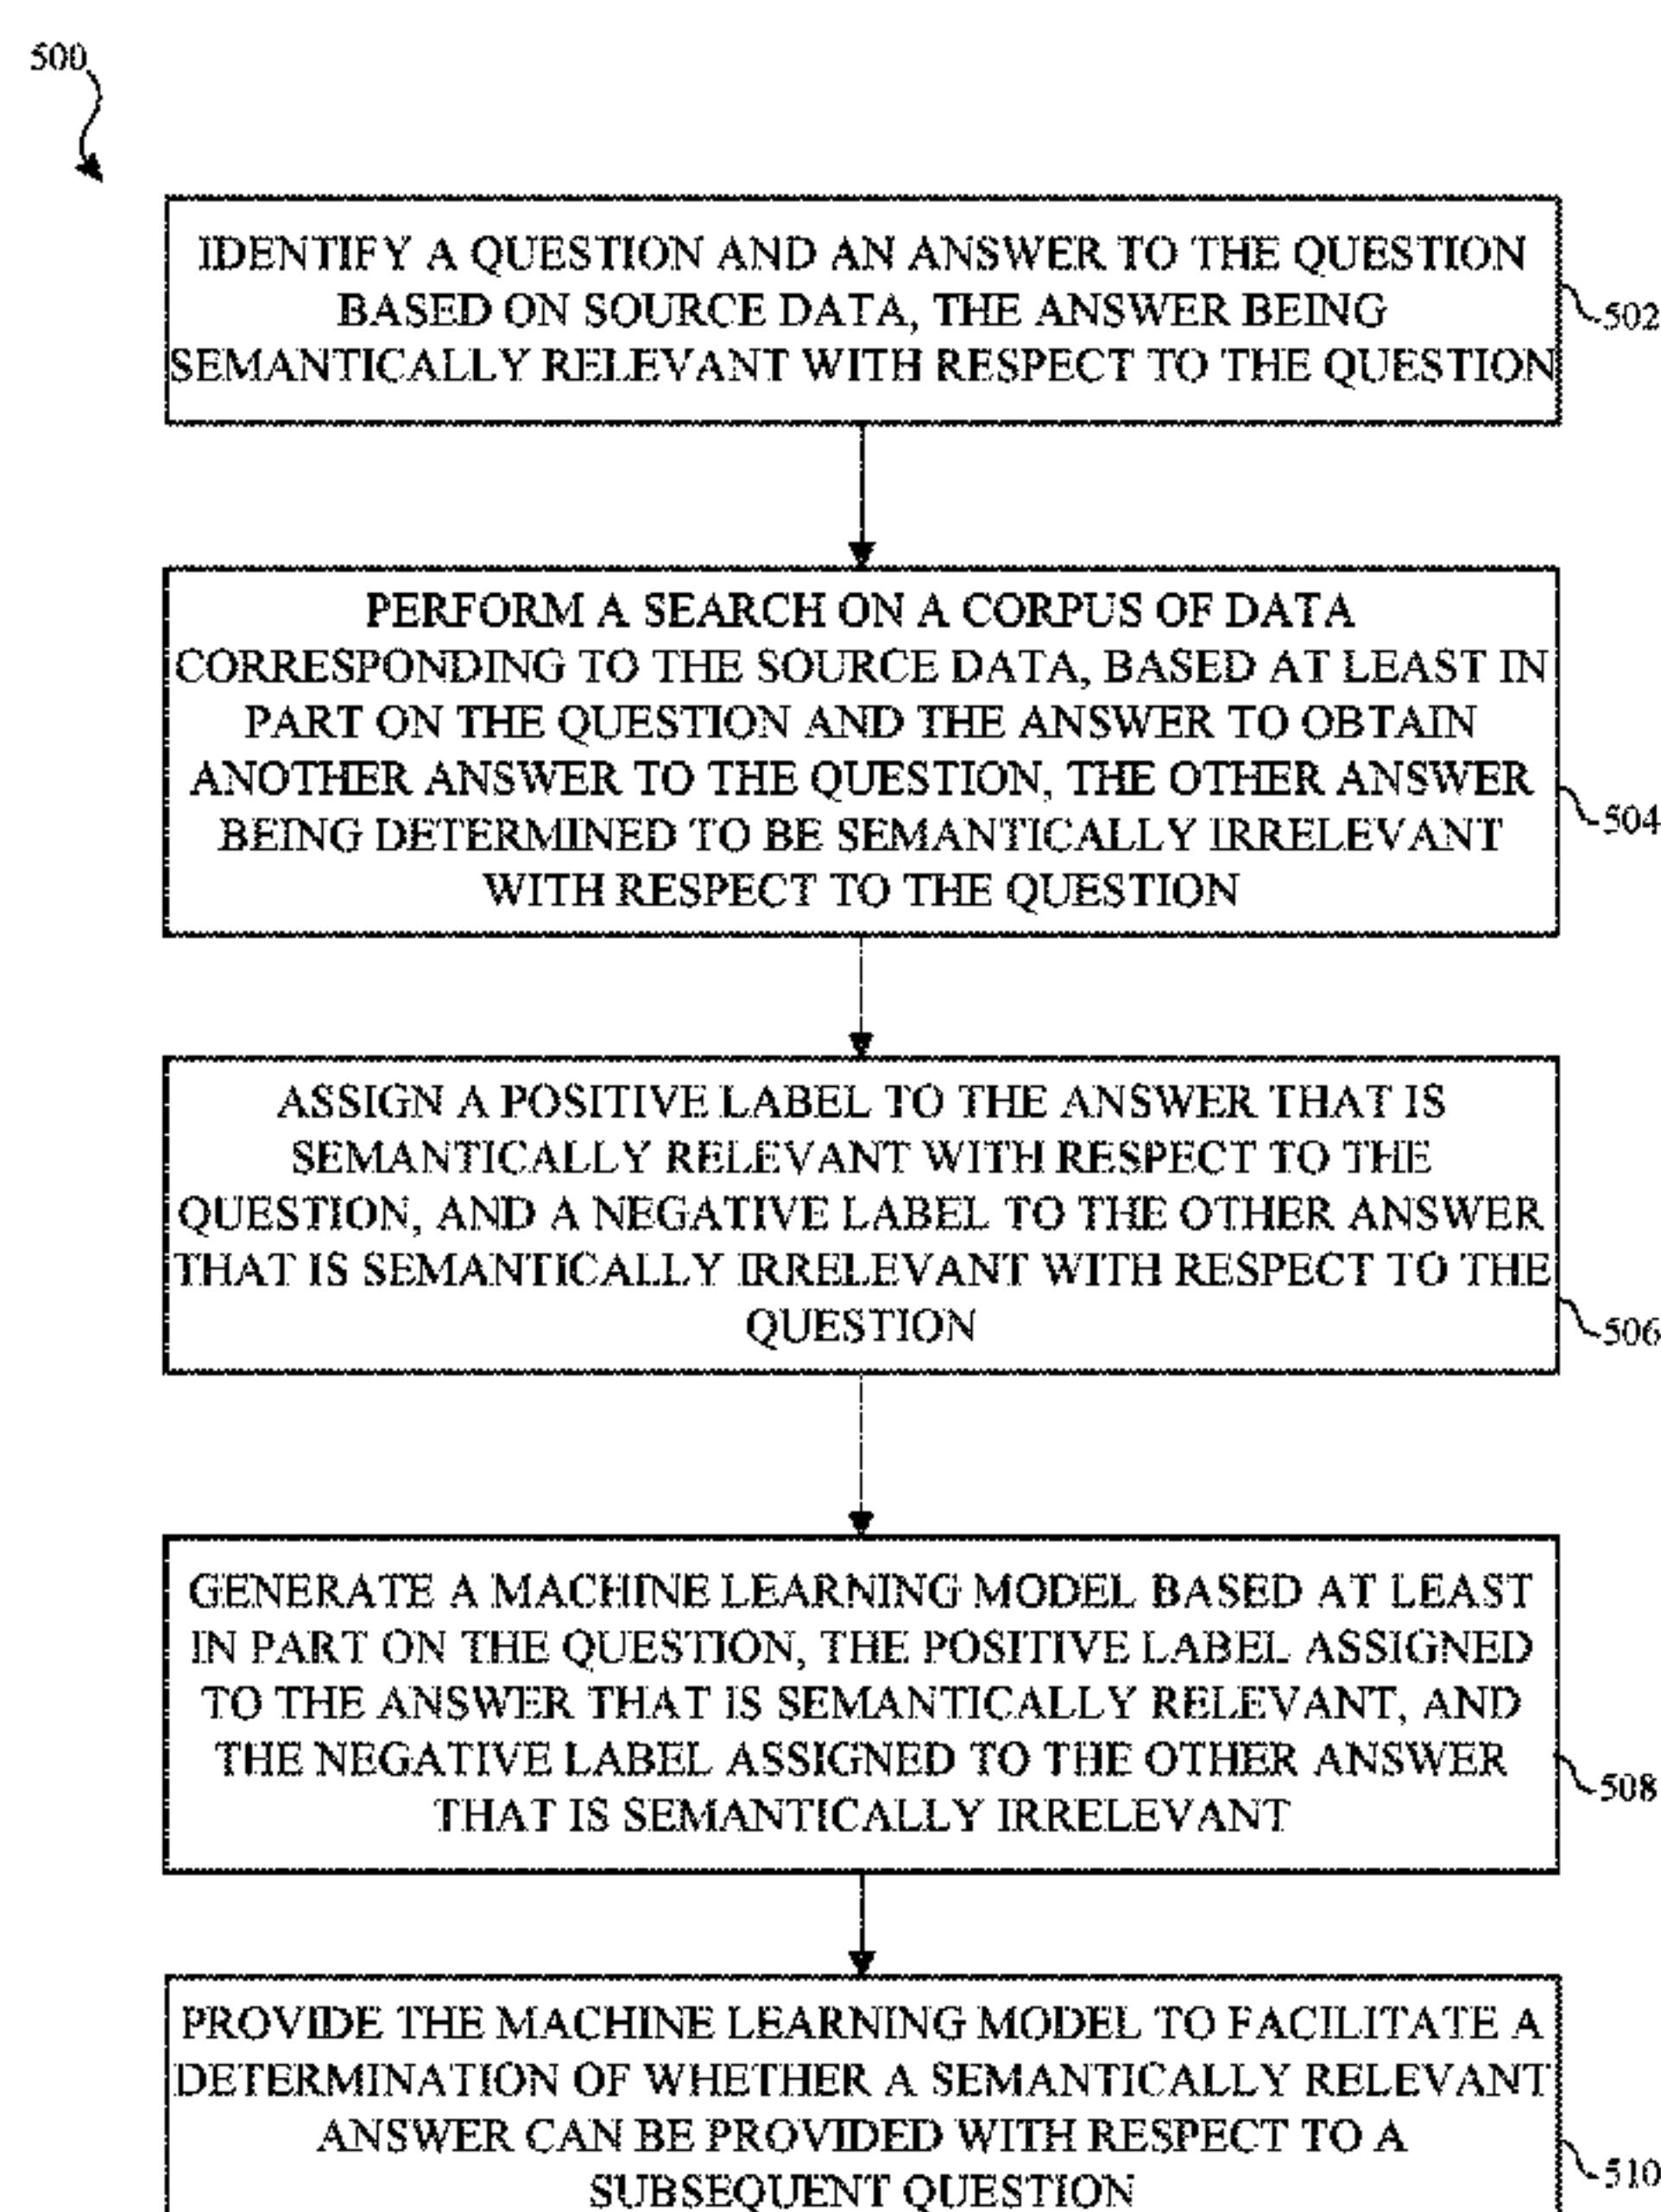 500
IDENTIFY A QUESTION AND AN ANSWER TO THE QUESTION
BASED ON SOURCE DATA, THE ANSWER BEING
SEMANTICALLY RELEVANT WITH RESPECT TO THE QUESTION
502
PERFORM A SEARCH ON A CORPUS OF DATA
CORRESPONDING TO THE SOURCE DATA, BASED AT LEAST IN
PART ON THE QUESTION AND THE ANSWER TO OBTAIN
ANOTHER ANSWER TO THE QUESTION, THE OTHER ANSWER
BEING DETERMINED TO BE SEMANTICALLY IRRELEVANT
WITH RESPECT TO THE QUESTION
504
ASSIGN A POSITIVE LABEL TO THE ANSWER THAT IS
SEMANTICALLY RELEVANT WITH RESPECT TO THE
QUESTION, AND A NEGATIVE LABEL TO THE OTHER ANSWER
THAT IS SEMANTICALLY IRRELEVANT WITH RESPECT TO THE
QUESTION
506
GENERATE A MACHINE LEARNING MODEL BASED AT LEAST
IN PART ON THE QUESTION, THE POSITIVE LABEL ASSIGNED
TO THE ANSWER THAT IS SEMANTICALLY RELEVANT, AND
THE NEGATIVE LABEL ASSIGNED TO THE OTHER ANSWER
THAT IS SEMANTICALLY IRRELEVANT
508
PROVIDE THE MACHINE LEARNING MODEL TO FACILITATE A
DETERMINATION OF WHETHER A SEMANTICALLY RELEVANT
ANSWER CAN BE PROVIDED WITH RESPECT TO A
SUBSEQUENT QUESTION
510